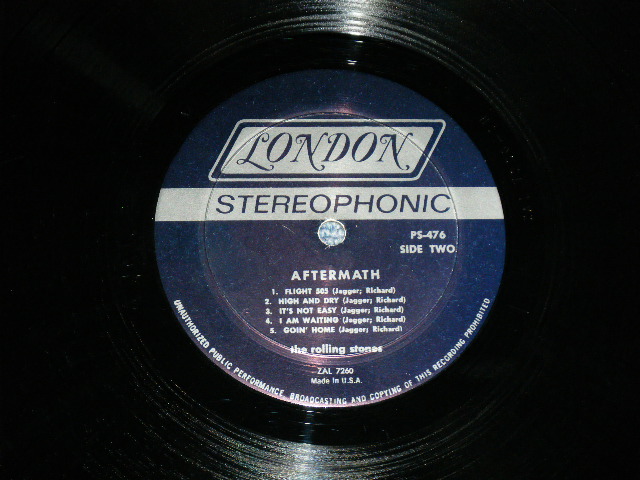 LONDON
STEREOPHONIC
PS-476
SIDE TWO
AFTERMATH
1. FLIGHT 505 (Jagger; Richard)
2. HIGH AND DRY (Jagger; Richard)
3. IT'S NOT EASY (Jagger; Richard)
4. I AM WAITING (Jagger; Richard)
5. GOIN' HOME (Jagger; Richard)
the rolling stones
ZAL 7260
Made in U.S.A.
UNAUTHORIZED PUBLIC PERFORMANCE, BROADCASTING AND COPYING OF THIS RECORDING PROHIBITED